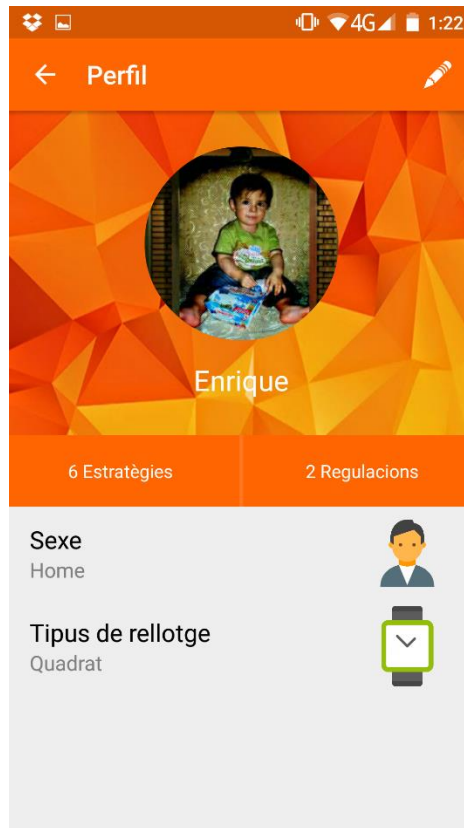 4G 1:22
Perfil
Enrique
6 Estratègies 2 Regulacions
Sexe
Home
Tipus de rellotge
Quadrat